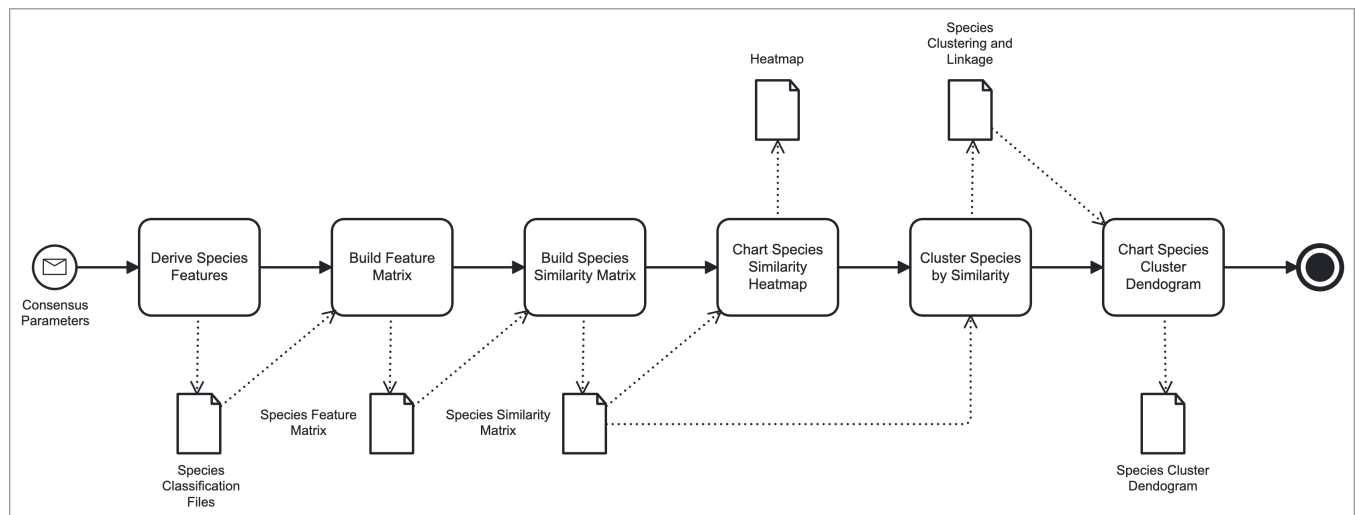 Species
Clustering and
Linkage
Heatmap
Consensus
Parameters
Derive Species
Features
Build Feature
Matrix
Build Species
Similarity Matrix
Chart Species
Similarity
Heatmap
Cluster Species
by Similarity
Chart Species
Cluster
Dendogram
Species
Classification
Files
Species Feature
Matrix
Species Similarity
Matrix
Species Cluster
Dendogram